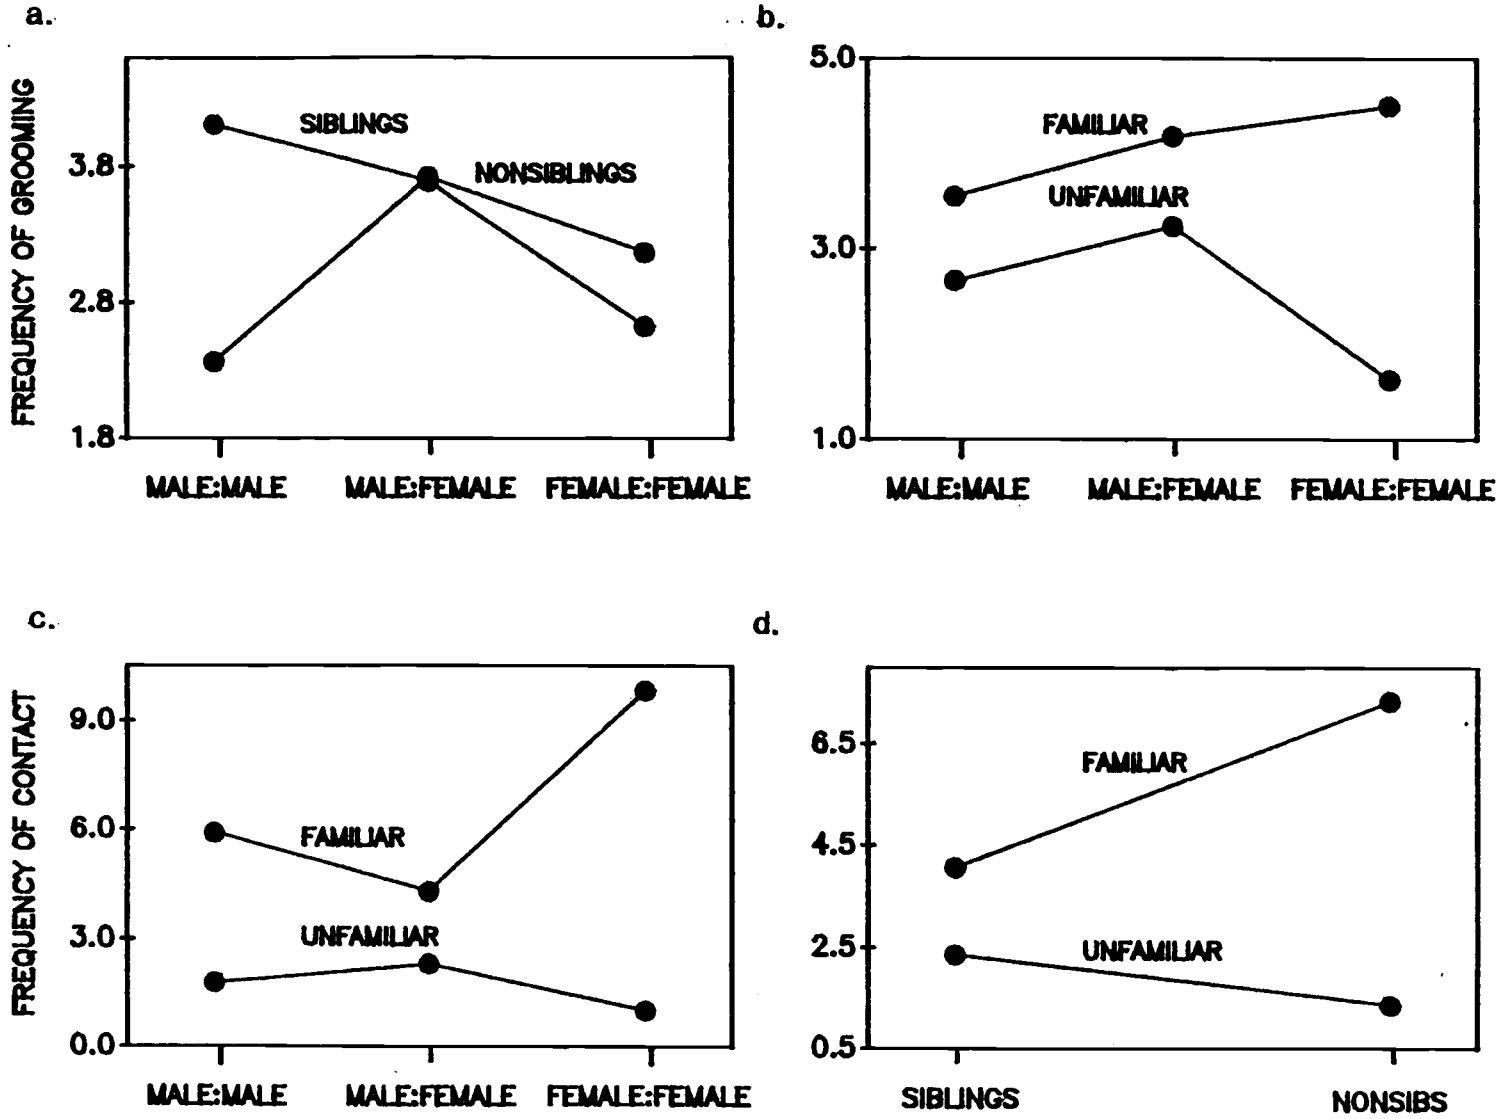 a.
FREQUENCY OF GROOMING
3.8
2.8
1.8
SIBLINGS
NONSIBLINGS
MALE:MALE MALE:FEMALE FEMALE:FEMALE
b.
5.0
3.0
1.0
FAMILIAR
UNFAMILIAR
MALE:MALE MALE:FEMALE FEMALE:FEMALE
c.
FREQUENCY OF CONTACT
9.0
6.0
3.0
0.0
FAMILIAR
UNFAMILIAR
MALE:MALE MALE:FEMALE FEMALE:FEMALE
d.
6.5
4.5
2.5
0.5
FAMILIAR
UNFAMILIAR
SIBLINGS NONSIBS